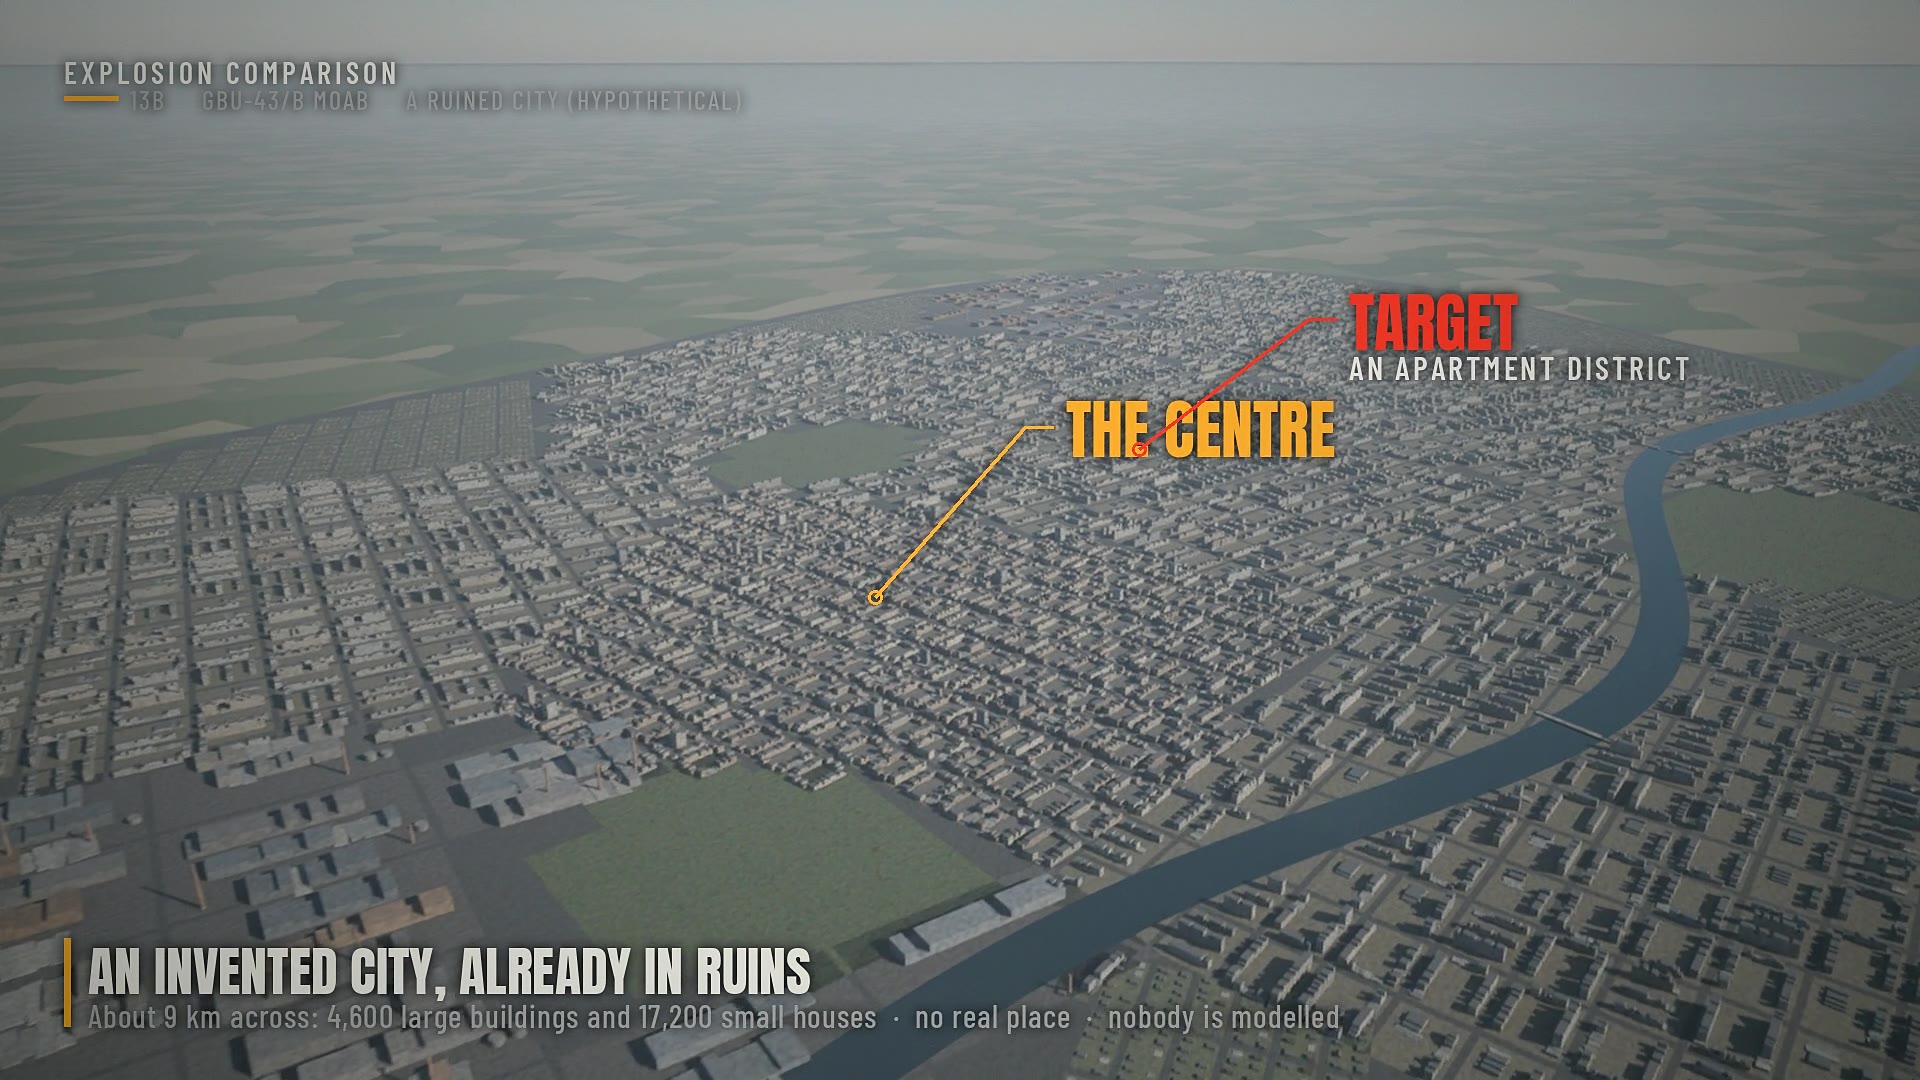 EXPLOSION COMPARISON
13B GBU-43/B MOAB A RUINED CITY (HYPOTHETICAL)
TARGET
AN APARTMENT DISTRICT
THE CENTRE
AN INVENTED CITY, ALREADY IN RUINS
About 9 km across: 4,600 large buildings and 17,200 small houses · no real place · nobody is modelled